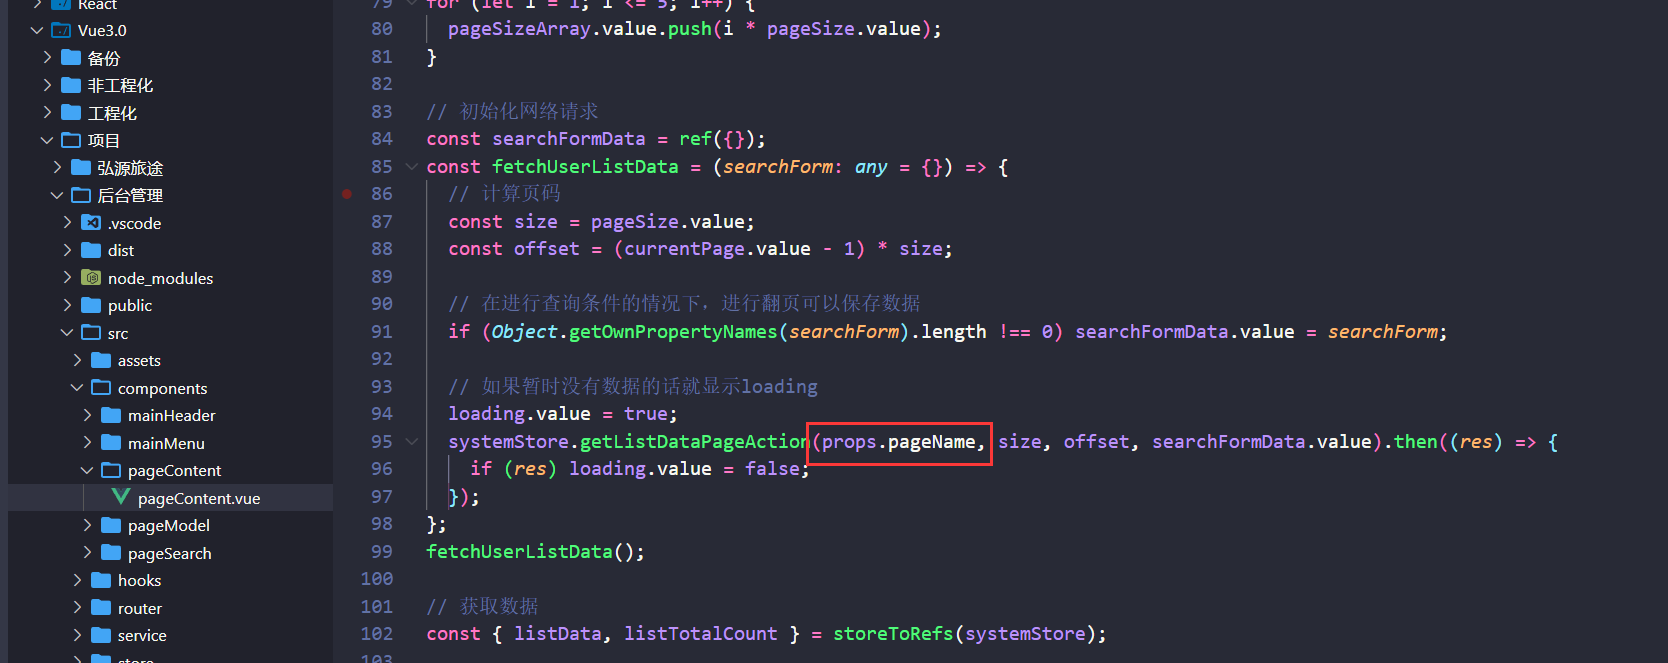 React
Vue3.0
备份
非工程化
工程化
项目
弘源旅途
后台管理
.vscode
dist
node_modules
public
src
assets
components
mainHeader
mainMenu
pageContent
pageContent.vue
pageModel
pageSearch
hooks
router
service
store
79 for (let i = 1; i <= 5; i++) {
80 pageSizeArray.value.push(i * pageSize.value);
81 }
82
83 // 初始化网络请求
84 const searchFormData = ref({});
85 const fetchUserListData = (searchForm: any = {}) => {
86 // 计算页码
87 const size = pageSize.value;
88 const offset = (currentPage.value - 1) * size;
89
90 // 在进行查询条件的情况下，进行翻页可以保存数据
91 if (Object.getOwnPropertyNames(searchForm).length !== 0) searchFormData.value = searchForm;
92
93 // 如果暂时没有数据的话就显示loading
94 loading.value = true;
95 systemStore.getListDataPageAction(props.pageName, size, offset, searchFormData.value).then((res) => {
96 if (res) loading.value = false;
97 });
98 };
99 fetchUserListData();
100
101 // 获取数据
102 const { listData, listTotalCount } = storeToRefs(systemStore);
103